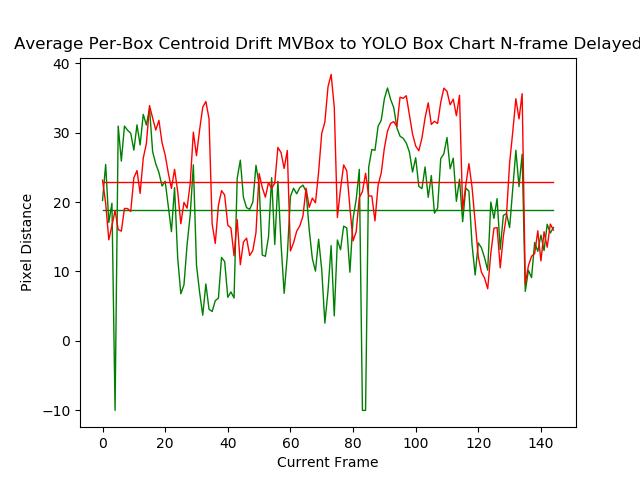 Average Per-Box Centroid Drift MVBox to YOLO Box Chart N-frame Delayed
40
30
20
10
0
−10
Pixel Distance
0 20 40 60 80 100 120 140
Current Frame